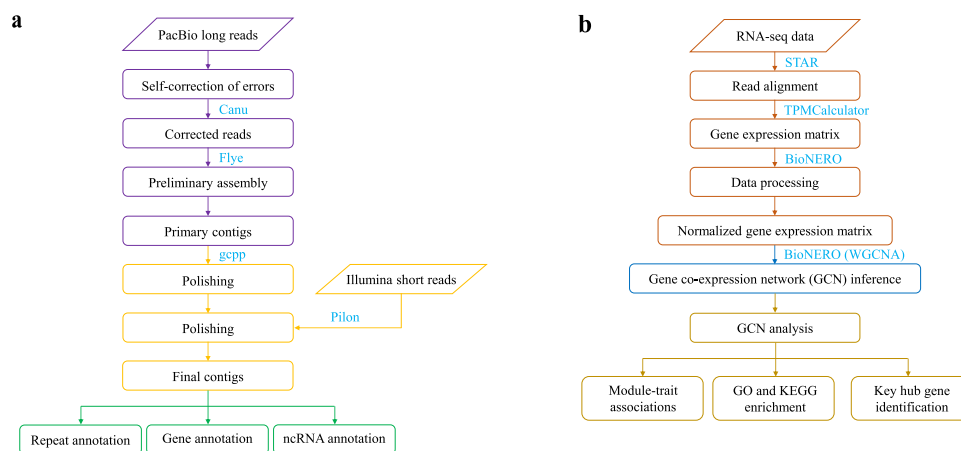 a
PacBio long reads
Self-correction of errors
Canu
Corrected reads
Flye
Preliminary assembly
Primary contigs
gcpp
Polishing
Illumina short reads
Pilon
Polishing
Final contigs
Repeat annotation
Gene annotation
ncRNA annotation
b
RNA-seq data
STAR
Read alignment
TPMCalculator
Gene expression matrix
BioNERO
Data processing
Normalized gene expression matrix
BioNERO (WGCNA)
Gene co-expression network (GCN) inference
GCN analysis
Module-trait
associations
GO and KEGG
enrichment
Key hub gene
identification